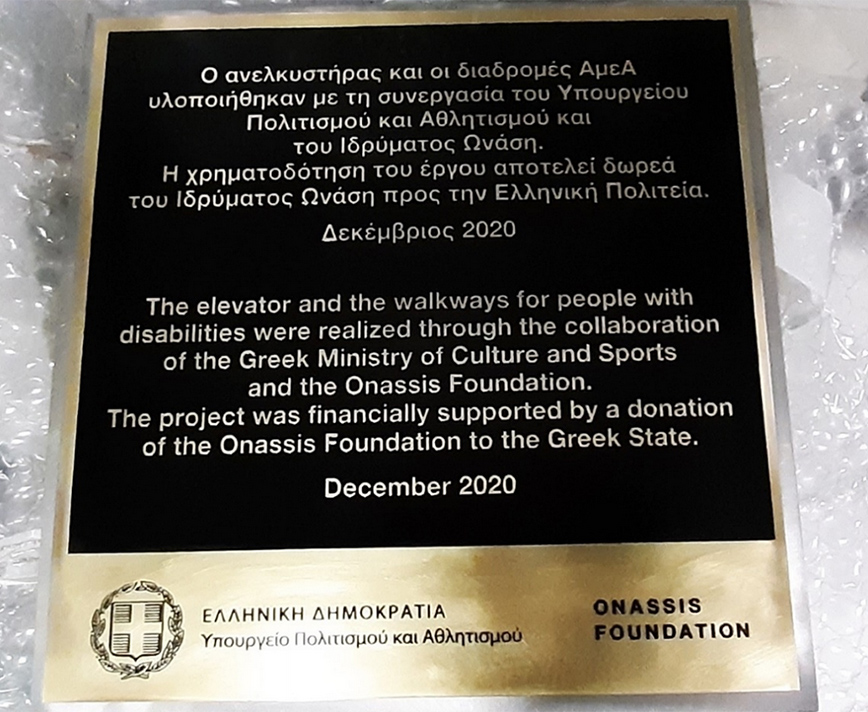 Ο ανελκυστήρας και οι διαδρομές ΑμεΑ
υλοποιήθηκαν με τη συνεργασία του Υπουργείου
Πολιτισμού και Αθλητισμού και
του Ιδρύματος Ωνάση.
Η χρηματοδότηση του έργου αποτελεί δωρεά
του Ιδρύματος Ωνάση προς την Ελληνική Πολιτεία.
Δεκέμβριος 2020
The elevator and the walkways for people with
disabilities were realized through the collaboration
of the Greek Ministry of Culture and Sports
and the Onassis Foundation.
The project was financially supported by a donation
of the Onassis Foundation to the Greek State.
December 2020
ΕΛΛΗΝΙΚΗ ΔΗΜΟΚΡΑΤΙΑ
Υπουργείο Πολιτισμού και Αθλητισμού
ONASSIS
FOUNDATION